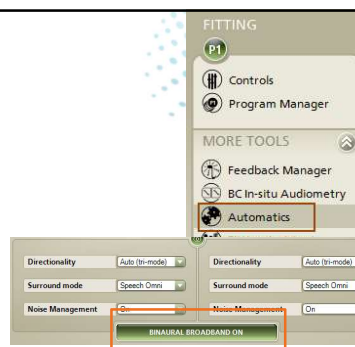 FITTING
P1
Controls
Program Manager
MORE TOOLS
Feedback Manager
BC In-situ Audiometry
Automatics
Directionality Auto (tri-mode) Directionality Auto (tri-mode)
Surround mode Speech Omni Surround mode Speech Omni
Noise Management On Noise Management On
BINAURAL BROADBAND ON